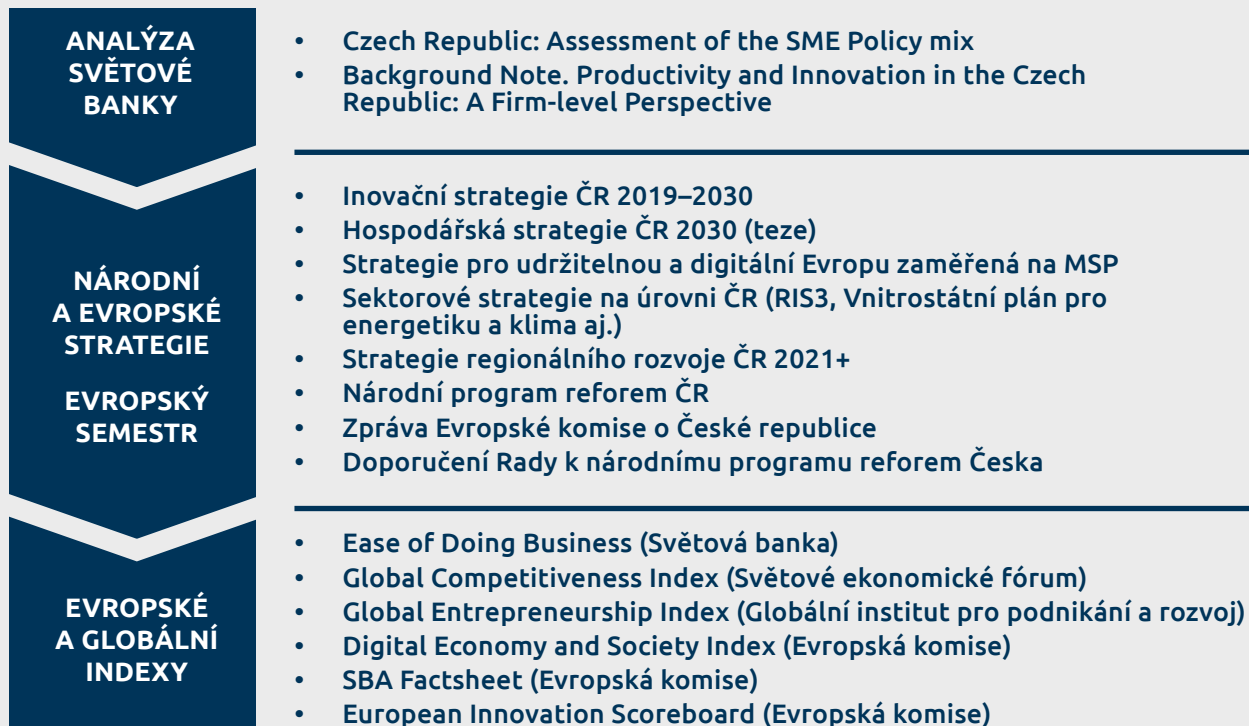 ANALÝZA
SVĚTOVÉ
BANKY
• Czech Republic: Assessment of the SME Policy mix
• Background Note. Productivity and Innovation in the Czech
Republic: A Firm-level Perspective
NÁRODNÍ
A EVROPSKÉ
STRATEGIE
EVROPSKÝ
SEMESTR
• Inovační strategie ČR 2019–2030
• Hospodářská strategie ČR 2030 (teze)
• Strategie pro udržitelnou a digitální Evropu zaměřená na MSP
• Sektorové strategie na úrovni ČR (RIS3, Vnitrostátní plán pro
energetiku a klima aj.)
• Strategie regionálního rozvoje ČR 2021+
• Národní program reforem ČR
• Zpráva Evropské komise o České republice
• Doporučení Rady k národnímu programu reforem Česka
EVROPSKÉ
A GLOBÁLNÍ
INDEXY
• Ease of Doing Business (Světová banka)
• Global Competitiveness Index (Světové ekonomické fórum)
• Global Entrepreneurship Index (Globální institut pro podnikání a rozvoj)
• Digital Economy and Society Index (Evropská komise)
• SBA Factsheet (Evropská komise)
• European Innovation Scoreboard (Evropská komise)